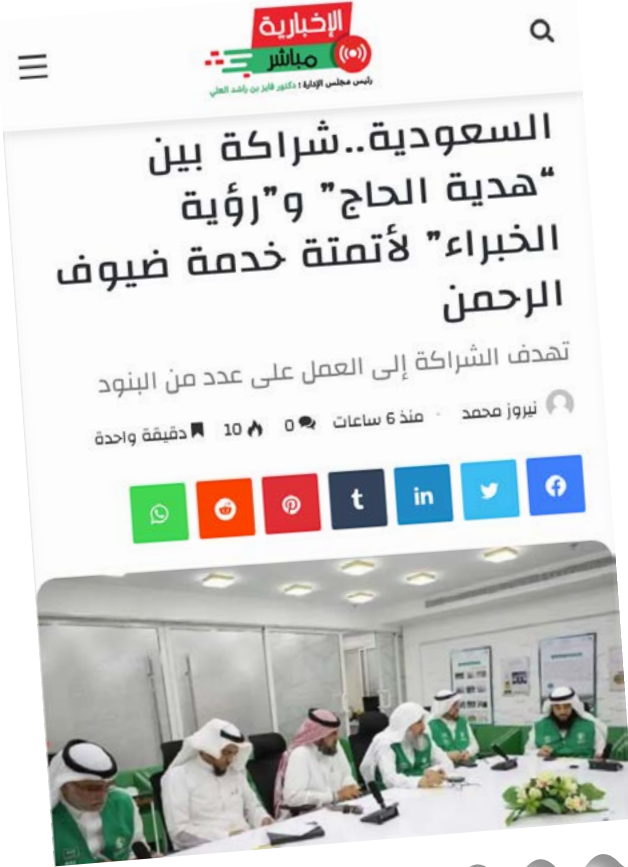 الإخبارية
مباشر
رئيس مجلس الإدارة : دكتور فايز بن راشد العلي
السعودية..شراكة بين
“هدية الحاج” و”رؤية
الخبراء” لأتمتة خدمة ضيوف
الرحمن
تهدف الشراكة إلى العمل على عدد من البنود
نيروز محمد · منذ 6 ساعات 0 10 دقيقة واحدة